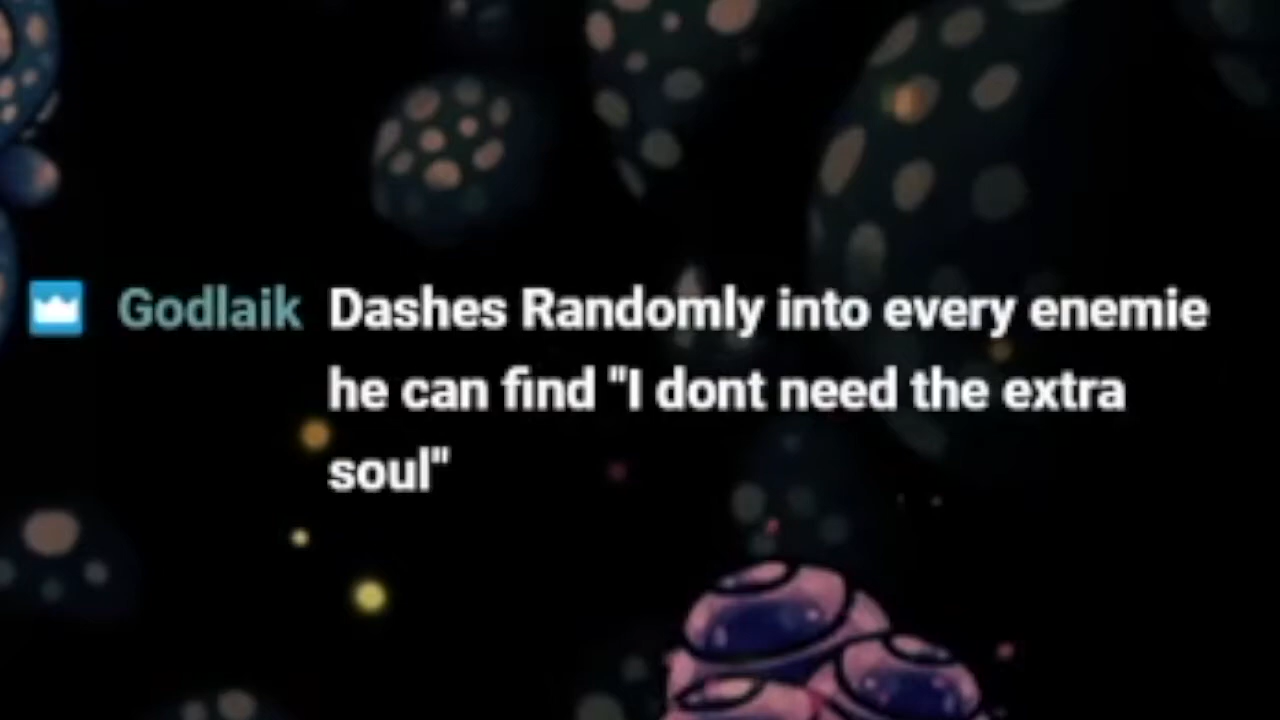 Godlaik Dashes Randomly into every enemie
he can find "I dont need the extra
soul"